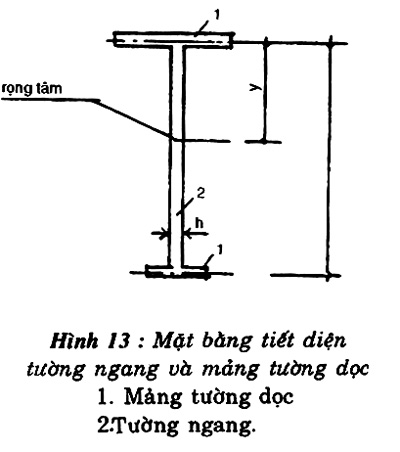 1
rọng tâm
y
2
h
1
Hình 13 : Mặt bằng tiết diện
tường ngang và mảng tường dọc
1. Mảng tường dọc
2.Tường ngang.